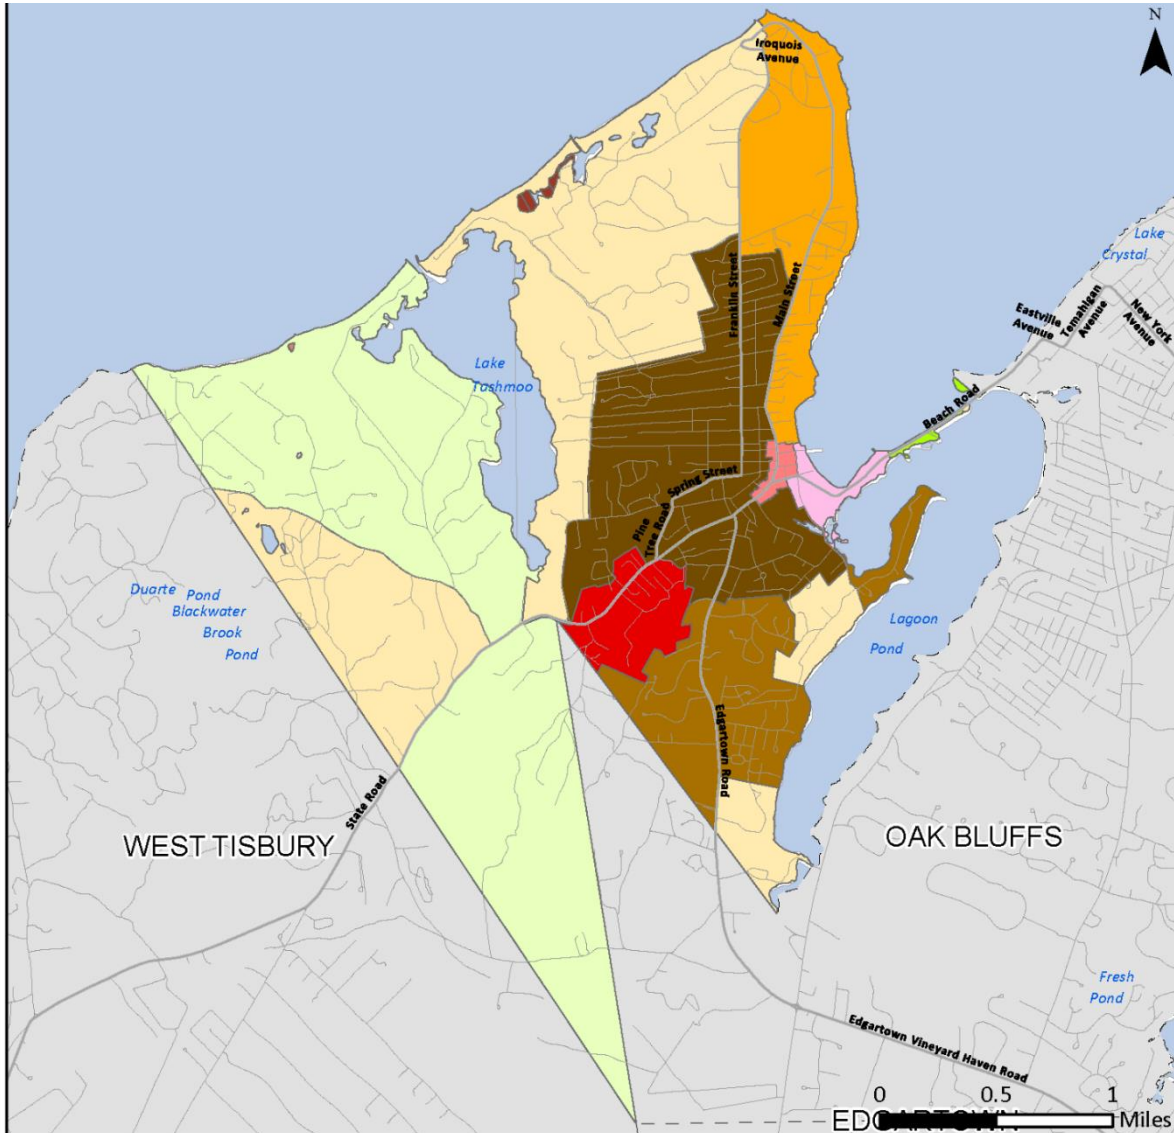 N
Iroquois
Avenue
Lake
Crystal
Franklin Street
Main Street
Eastville
Avenue
Temahigan
Avenue
New York
Avenue
Lake
Tashmoo
Beach Road
Spring Street
Pine
Tree Road
Duarte Pond
Blackwater
Brook
Pond
Lagoon
Pond
Edgartown Road
State Road
WEST TISBURY
OAK BLUFFS
Fresh
Pond
Edgartown Vineyard Haven Road
0 0.5 1
Miles
EDGARTOWN